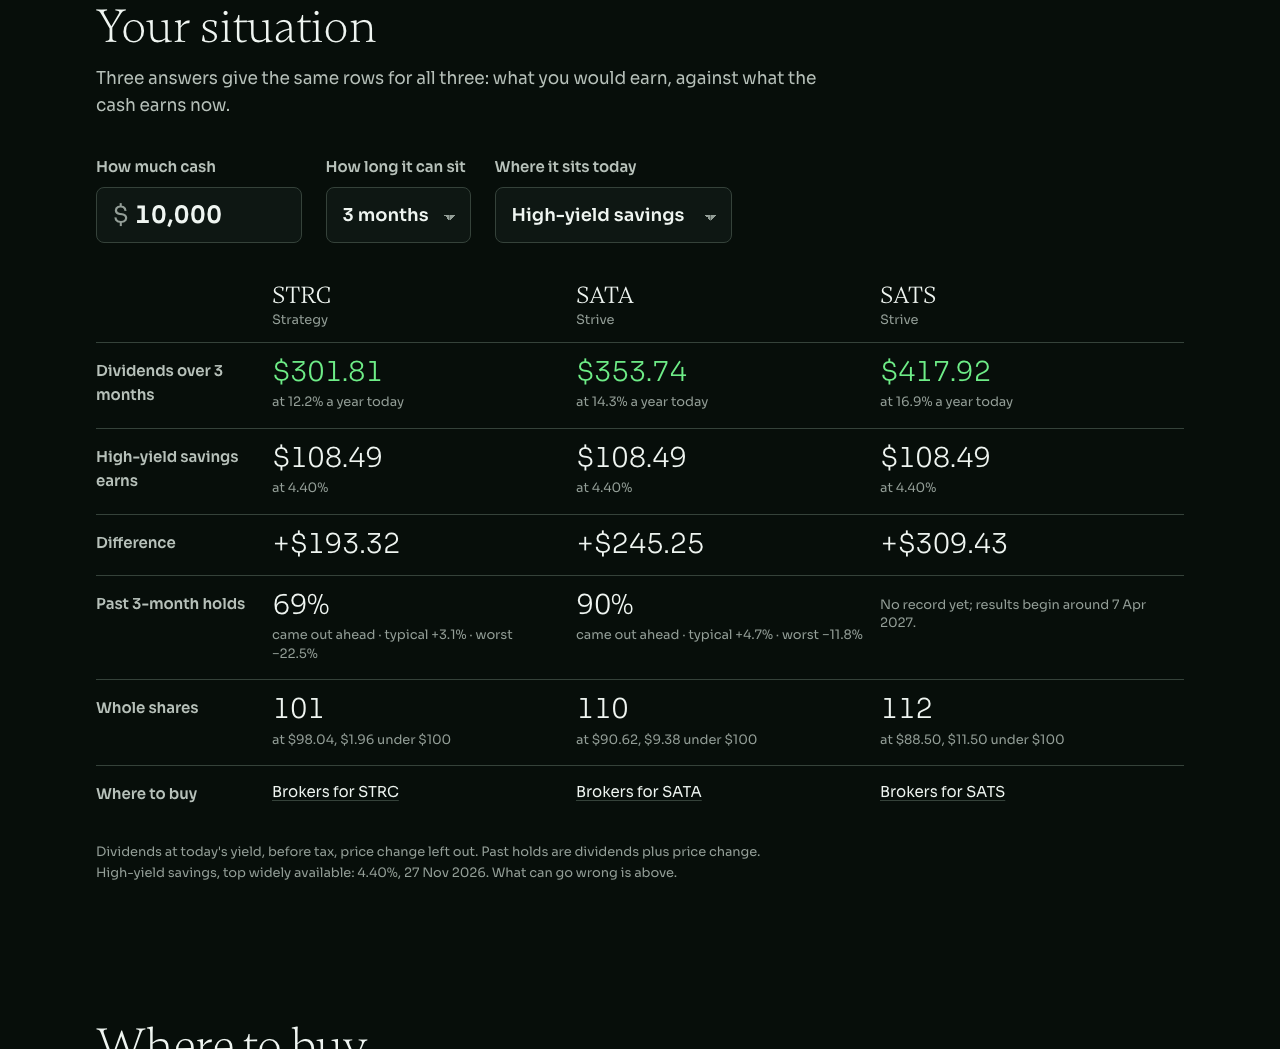 Your situation
Three answers give the same rows for all three: what you would earn, against what the
cash earns now.
How much cash
How long it can sit
Where it sits today
$ 10,000
3 months
High-yield savings
STRC
SATA
SATS
Strategy
Strive
Strive
Dividends over 3
months
$301.81
$353.74
$417.92
at 12.2% a year today
at 14.3% a year today
at 16.9% a year today
High-yield savings
earns
$108.49
$108.49
$108.49
at 4.40%
at 4.40%
at 4.40%
Difference
+$193.32
+$245.25
+$309.43
Past 3-month holds
69%
came out ahead · typical +3.1% · worst
−22.5%
90%
came out ahead · typical +4.7% · worst −11.8%
No record yet; results begin around 7 Apr
2027.
Whole shares
101
110
112
at $98.04, $1.96 under $100
at $90.62, $9.38 under $100
at $88.50, $11.50 under $100
Where to buy
Brokers for STRC
Brokers for SATA
Brokers for SATS
Dividends at today's yield, before tax, price change left out. Past holds are dividends plus price change.
High-yield savings, top widely available: 4.40%, 27 Nov 2026. What can go wrong is above.
Where to buy